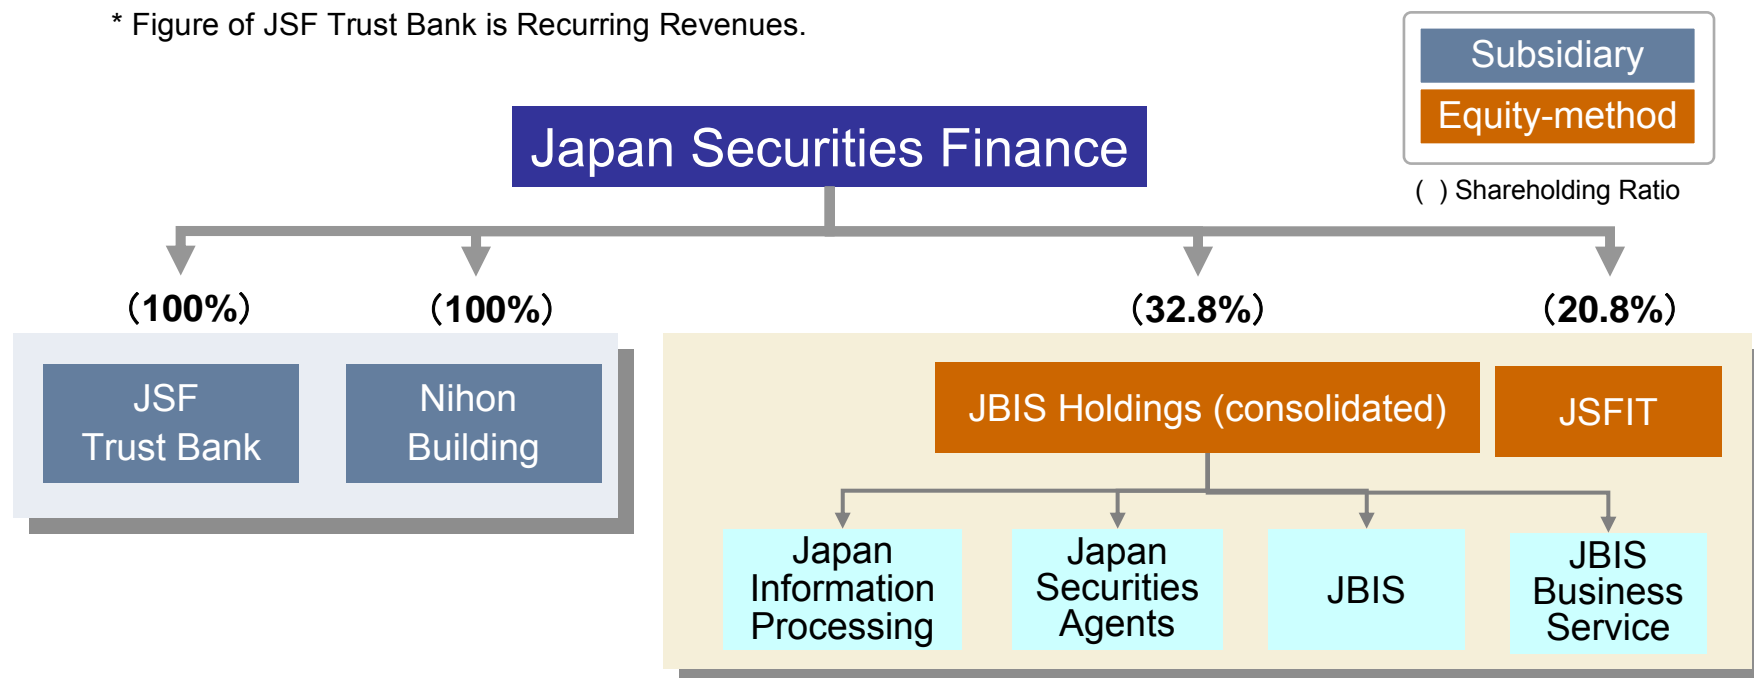 * Figure of JSF Trust Bank is Recurring Revenues.
Subsidiary
Equity-method
( ) Shareholding Ratio
Japan Securities Finance
(100%)
(100%)
(32.8%)
(20.8%)
JSF
Trust Bank
Nihon
Building
JBIS Holdings (consolidated)
JSFIT
Japan
Information
Processing
Japan
Securities
Agents
JBIS
JBIS
Business
Service